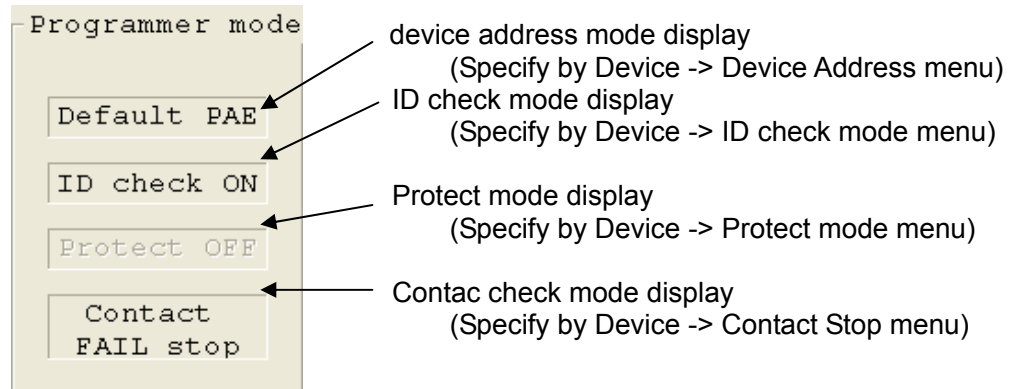 Programmer mode
Default PAE
ID check ON
Protect OFF
Contact
FAIL stop
device address mode display
(Specify by Device -> Device Address menu)
ID check mode display
(Specify by Device -> ID check mode menu)
Protect mode display
(Specify by Device -> Protect mode menu)
Contac check mode display
(Specify by Device -> Contact Stop menu)